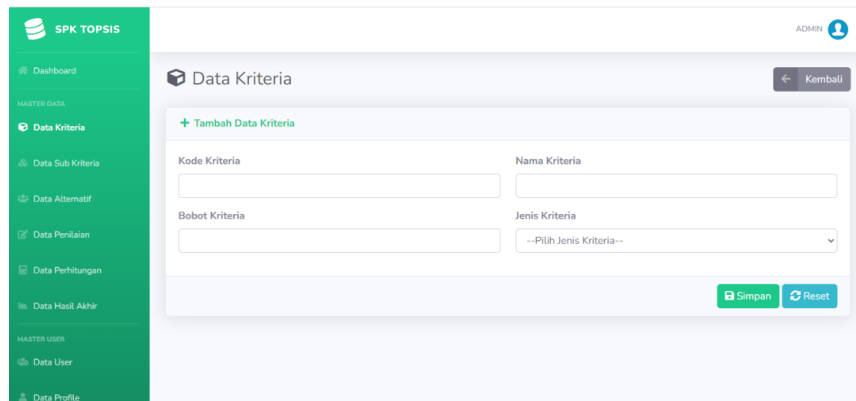 SPK TOPSIS
ADMIN
Dashboard
MASTER DATA
Data Kriteria
Data Sub Kriteria
Data Alternatif
Data Penilaian
Data Perhitungan
Data Hasil Akhir
MASTER USER
Data User
Data Profile
Data Kriteria
Kembali
Tambah Data Kriteria
Kode Kriteria
Nama Kriteria
Bobot Kriteria
Jenis Kriteria
--Pilih Jenis Kriteria--
Simpan
Reset